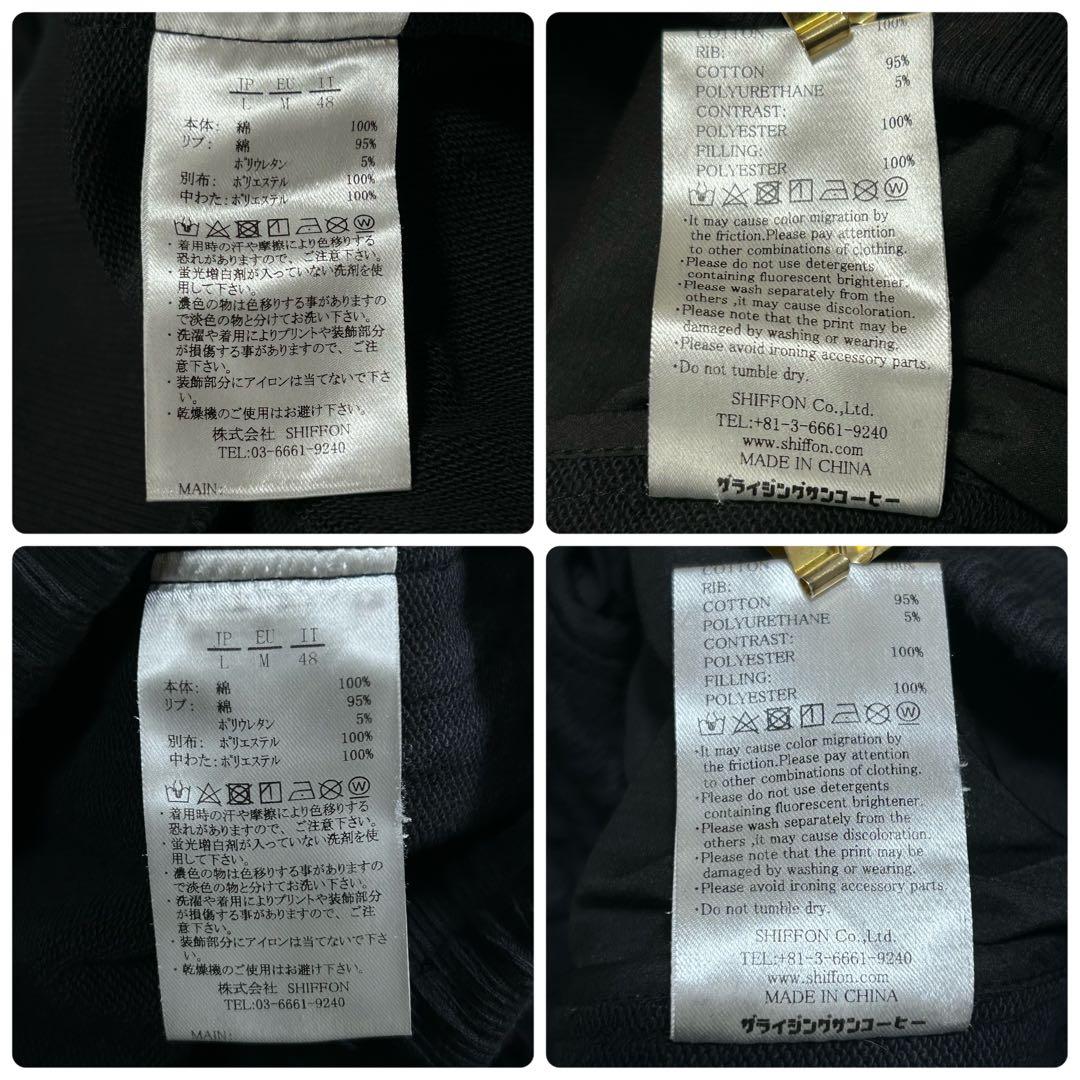 JP EU IT
L M 48
本体: 綿 100%
リブ: 綿 95%
ポリウレタン 5%
別布: ポリエステル 100%
中わた: ポリエステル 100%
・着用時の汗や摩擦により色移りする
恐れがありますので、ご注意下さい。
・蛍光増白剤が入っていない洗剤を使
用して下さい。
・濃色の物は色移りする事がありますの
で淡色の物と分けてお洗い下さい。
・洗濯や着用によりプリントや装飾部分
が損傷する事がありますので、ご注
意下さい。
・装飾部分にアイロンは当てないで下さ
い。
・乾燥機のご使用はお避け下さい。
株式会社 SHIFFON
TEL:03-6661-9240
MAIN:
COTTON 100%
RIB:
COTTON 95%
POLYURETHANE 5%
CONTRAST:
POLYESTER 100%
FILLING:
POLYESTER 100%
W
・It may cause color migration by
the friction.Please pay attention
to other combinations of clothing.
・Please do not use detergents
containing fluorescent brightener.
・Please wash separately from the
others ,it may cause discoloration.
・Please note that the print may be
damaged by washing or wearing.
・Please avoid ironing accessory parts.
・Do not tumble dry.
SHIFFON Co.,Ltd.
TEL:+81-3-6661-9240
www.shiffon.com
MADE IN CHINA
ザライジングサンコーヒー
JP EU IT
L M 48
本体: 綿 100%
リブ: 綿 95%
ポリウレタン 5%
別布: ポリエステル 100%
中わた: ポリエステル 100%
・着用時の汗や摩擦により色移りする
恐れがありますので、ご注意下さい。
・蛍光増白剤が入っていない洗剤を使
用して下さい。
・濃色の物は色移りする事がありますの
で淡色の物と分けてお洗い下さい。
・洗濯や着用によりプリントや装飾部分
が損傷する事がありますので、ご注
意下さい。
・装飾部分にアイロンは当てないで下さ
い。
・乾燥機のご使用はお避け下さい。
株式会社 SHIFFON
TEL:03-6661-9240
MAIN:
COTTON 100%
RIB:
COTTON 95%
POLYURETHANE 5%
CONTRAST:
POLYESTER 100%
FILLING:
POLYESTER 100%
W
・It may cause color migration by
the friction.Please pay attention
to other combinations of clothing.
・Please do not use detergents
containing fluorescent brightener.
・Please wash separately from the
others ,it may cause discoloration.
・Please note that the print may be
damaged by washing or wearing.
・Please avoid ironing accessory parts.
・Do not tumble dry.
SHIFFON Co.,Ltd.
TEL:+81-3-6661-9240
www.shiffon.com
MADE IN CHINA
ザライジングサンコーヒー